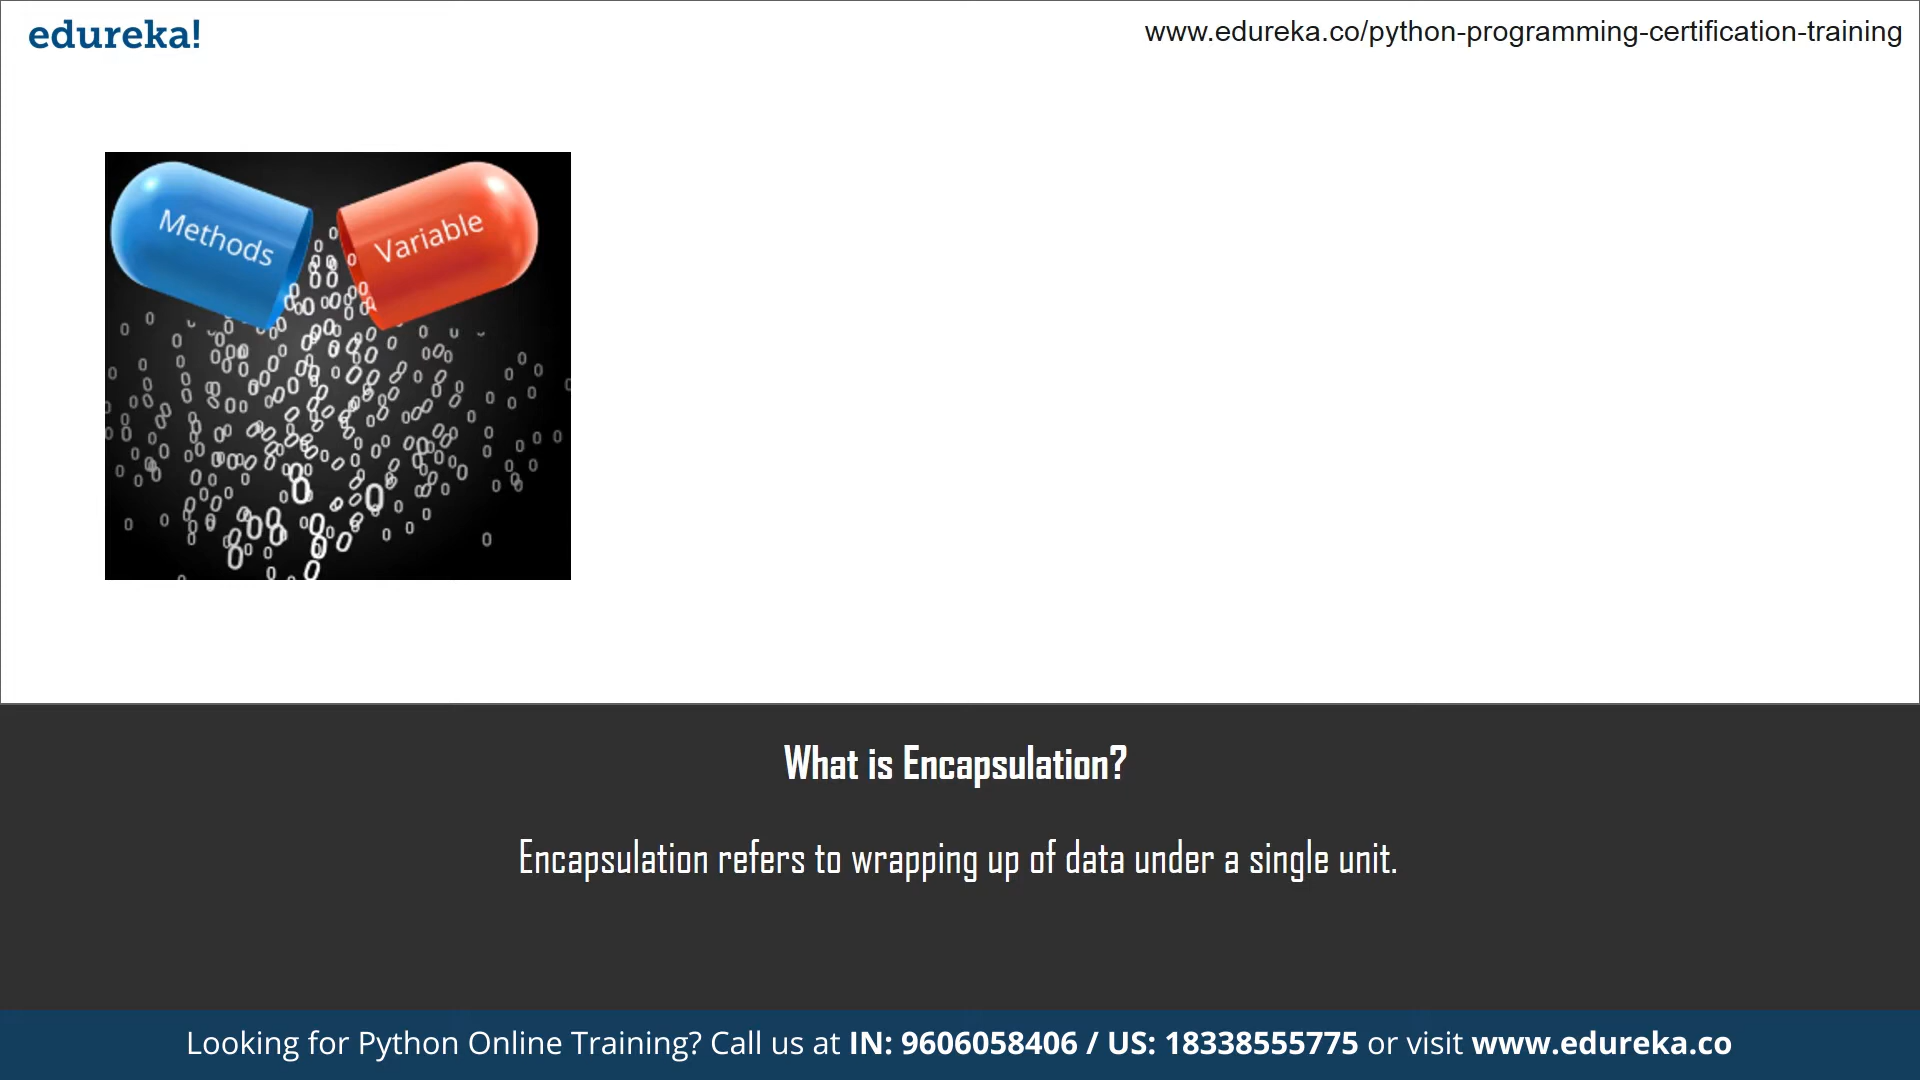 edureka!
www.edureka.co/python-programming-certification-training
Methods
Variable
What is Encapsulation?
Encapsulation refers to wrapping up of data under a single unit.
Looking for Python Online Training? Call us at IN: 9606058406 / US: 18338555775 or visit www.edureka.co